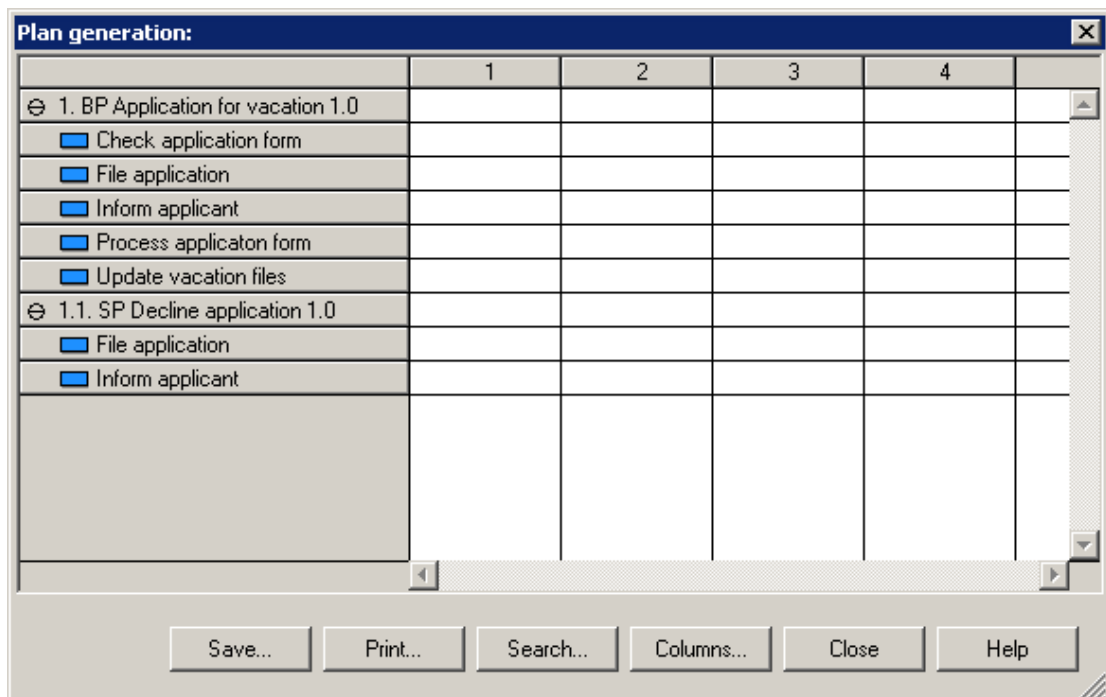 Plan generation:
1 2 3 4
1. BP Application for vacation 1.0
Check application form
File application
Inform applicant
Process applicaton form
Update vacation files
1.1. SP Decline application 1.0
File application
Inform applicant
Save... Print... Search... Columns... Close Help